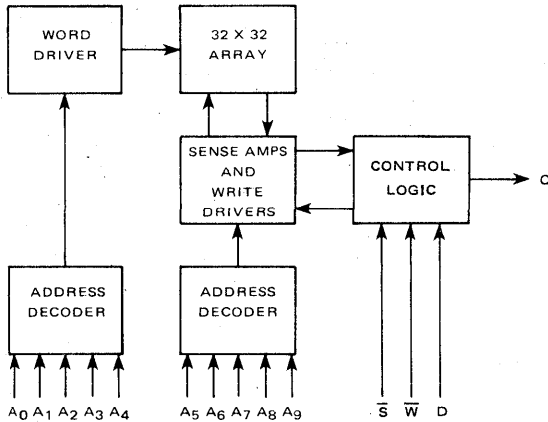 WORD
DRIVER
32 X 32
ARRAY
SENSE AMPS
AND
WRITE
DRIVERS
CONTROL
LOGIC
O
ADDRESS
DECODER
ADDRESS
DECODER
A0 A1 A2 A3 A4
A5 A6 A7 A8 A9
S̅ W̅ D